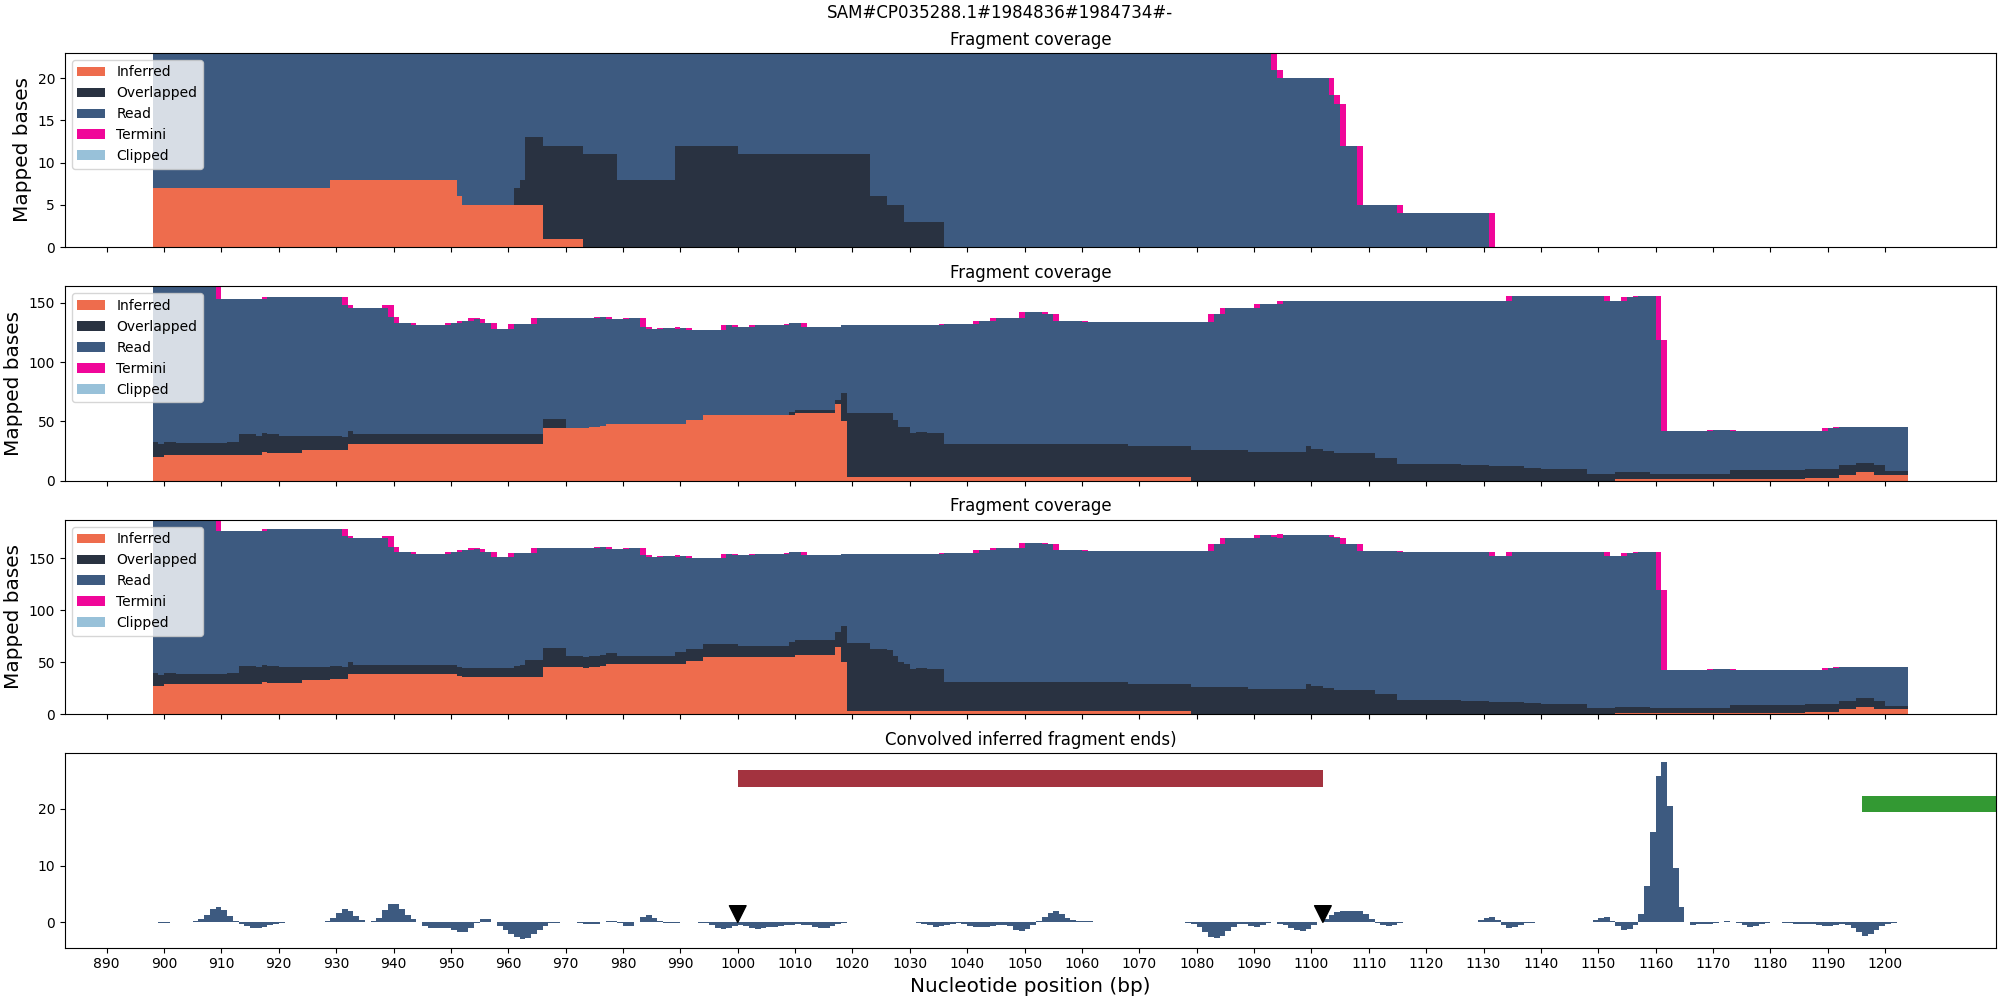 SAM#CP035288.1#1984836#1984734#-
Fragment coverage
Mapped bases
20
15
10
5
0
Inferred
Overlapped
Read
Termini
Clipped
Fragment coverage
Mapped bases
150
100
50
0
Inferred
Overlapped
Read
Termini
Clipped
Fragment coverage
Mapped bases
150
100
50
0
Inferred
Overlapped
Read
Termini
Clipped
Convolved inferred fragment ends)
20
10
0
890 900 910 920 930 940 950 960 970 980 990 1000 1010 1020 1030 1040 1050 1060 1070 1080 1090 1100 1110 1120 1130 1140 1150 1160 1170 1180 1190 1200
Nucleotide position (bp)